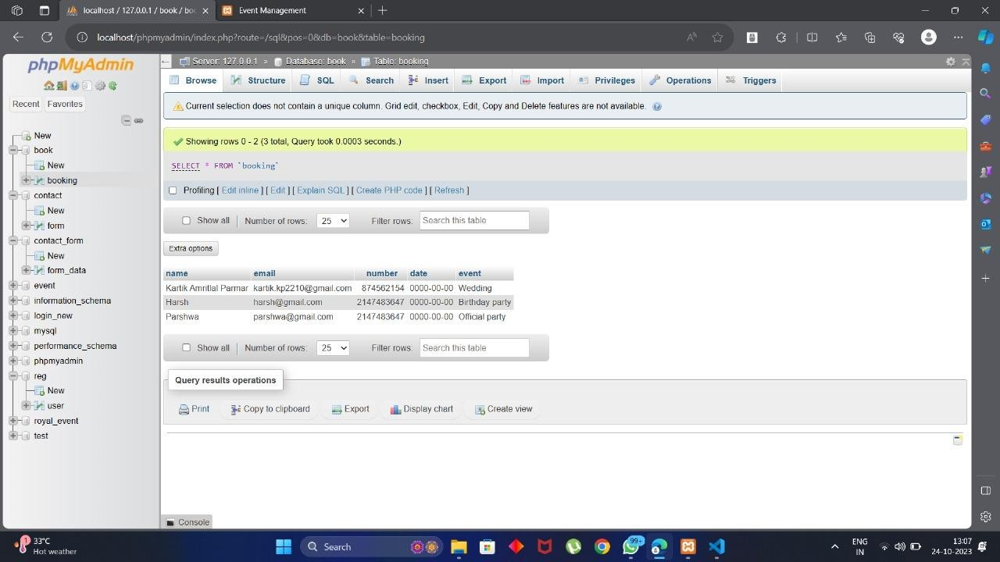 localhost / 127.0.0.1 / book / boo
Event Management
localhost/phpmyadmin/index.php?route=/sql&pos=0&db=book&table=booking
phpMyAdmin
Recent Favorites
New
book
New
booking
contact
New
form
contact_form
New
form_data
event
information_schema
login_new
mysql
performance_schema
phpmyadmin
reg
New
user
royal_event
test
Server: 127.0.0.1 » Database: book » Table: booking
Browse Structure SQL Search Insert Export Import Privileges Operations Triggers
Current selection does not contain a unique column. Grid edit, checkbox, Edit, Copy and Delete features are not available.
Showing rows 0 - 2 (3 total, Query took 0.0003 seconds.)
SELECT * FROM `booking`
Profiling [ Edit inline ] [ Edit ] [ Explain SQL ] [ Create PHP code ] [ Refresh ]
Show all Number of rows: 25 Filter rows: Search this table
Extra options
name email number date event
Kartik Amritlal Parmar kartik.kp2210@gmail.com 874562154 0000-00-00 Wedding
Harsh harsh@gmail.com 2147483647 0000-00-00 Birthday party
Parshwa parshwa@gmail.com 2147483647 0000-00-00 Official party
Show all Number of rows: 25 Filter rows: Search this table
Query results operations
Print Copy to clipboard Export Display chart Create view
Console
1
33°C
Hot weather
Search
99+
ENG
IN
13:07
24-10-2023